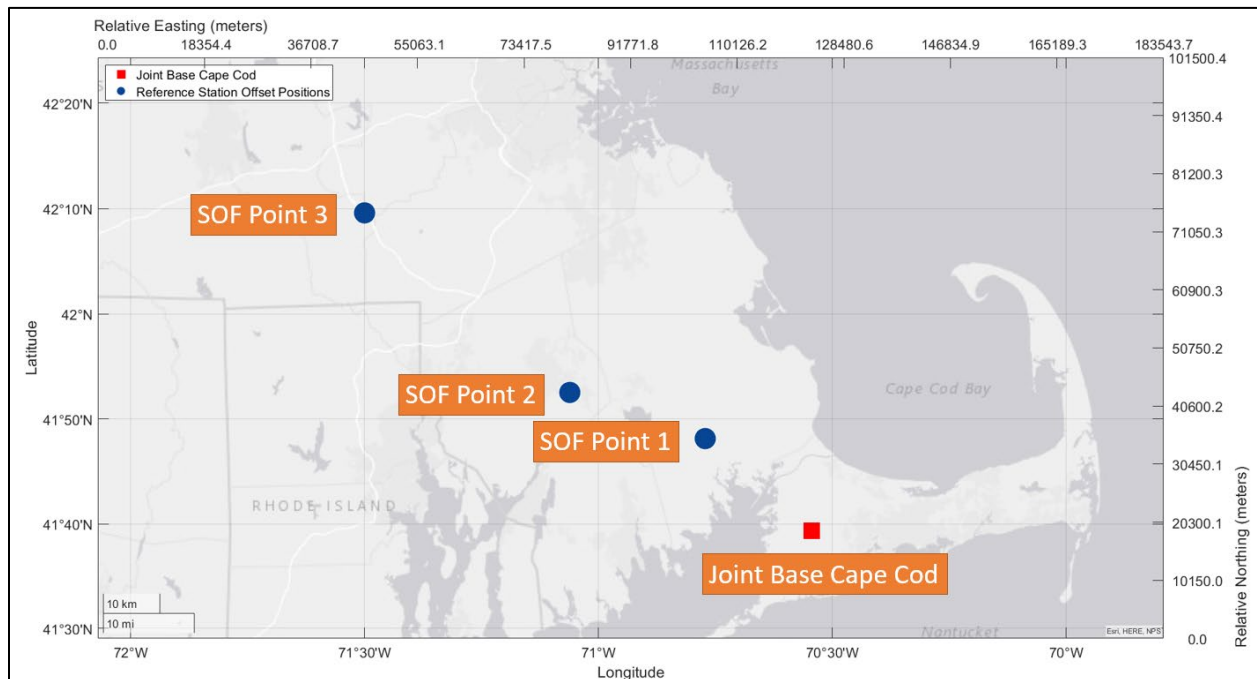 Relative Easting (meters)
0.0 18354.4 36708.7 55063.1 73417.5 91771.8 110126.2 128480.6 146834.9 165189.3 183543.7
Joint Base Cape Cod
Reference Station Offset Positions
Massachusetts
Bay
101500.4
42°20'N
91350.4
81200.3
SOF Point 3
42°10'N
71050.3
60900.3
42°N
50750.2
SOF Point 2
Cape Cod Bay
40600.2
41°50'N
SOF Point 1
30450.1
RHODE ISLAND
41°40'N
20300.1
Joint Base Cape Cod
10150.0
10 km
10 mi
41°30'N
Nantucket
Esri, HERE, NPS
0.0
72°W 71°30'W 71°W 70°30'W 70°W
Longitude
Latitude
Relative Northing (meters)